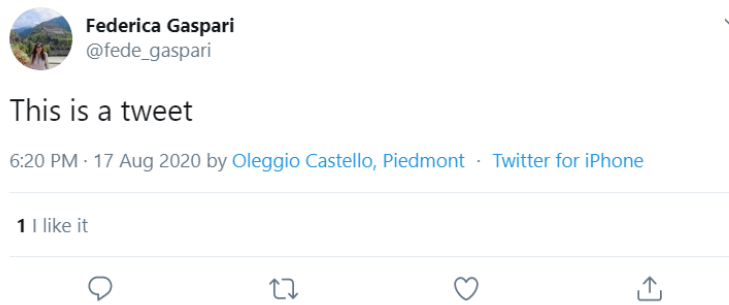 Federica Gaspari
@fede_gaspari
This is a tweet
6:20 PM · 17 Aug 2020 by Oleggio Castello, Piedmont · Twitter for iPhone
1 I like it